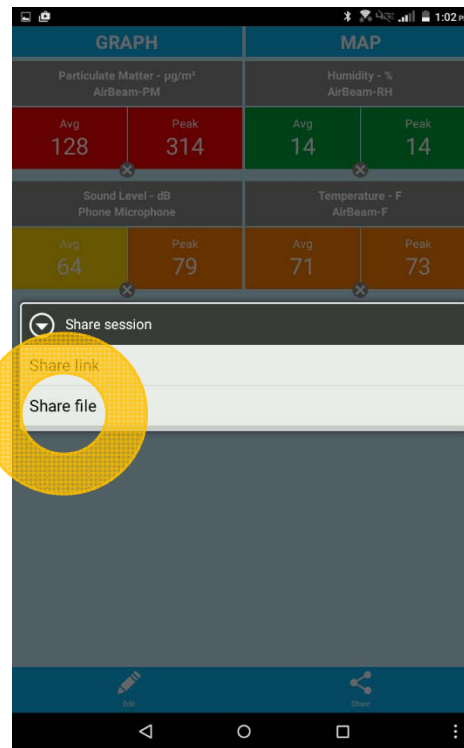 1:02 PM
GRAPH
MAP
Particulate Matter - µg/m³
AirBeam-PM
Humidity - %
AirBeam-RH
Avg
128
Peak
314
Avg
14
Peak
14
Sound Level - dB
Phone Microphone
Temperature - F
AirBeam-F
Avg
64
Peak
79
Avg
71
Peak
73
Share session
Share link
Share file
Edit
Share